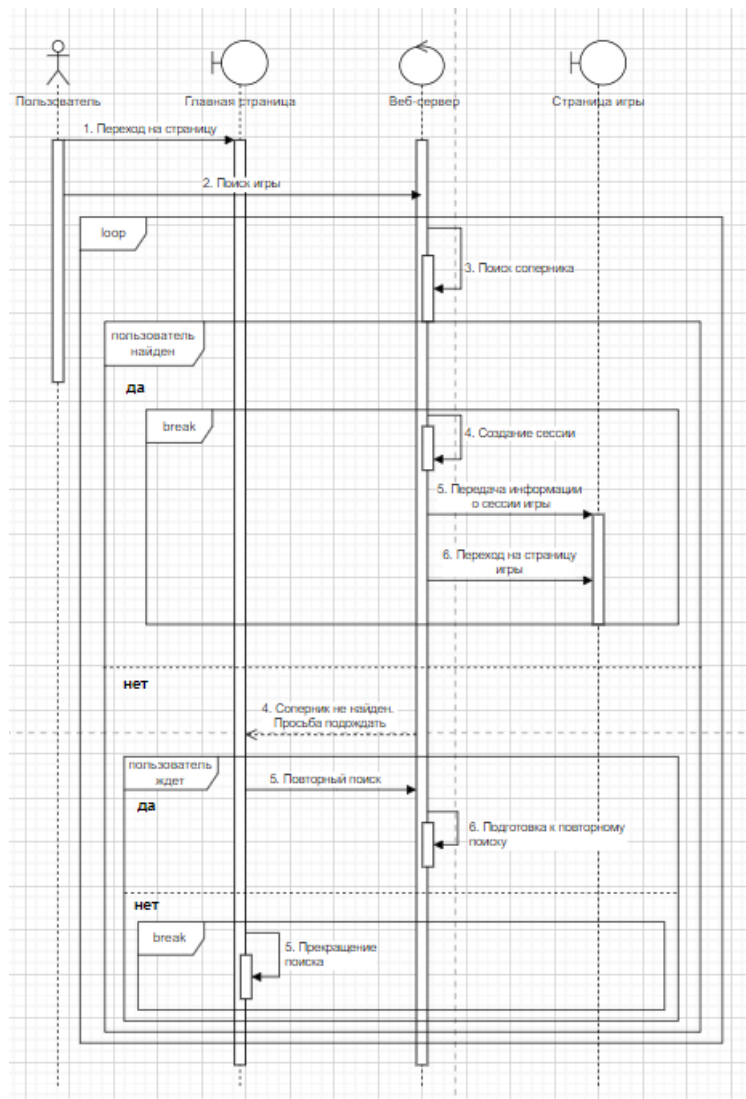 Пользователь
Главная страница
Веб-сервер
Страница игры
1. Переход на страницу
2. Поиск игры
loop
3. Поиск соперника
пользователь
найден
да
break
4. Создание сессии
5. Передача информации
о сессии игры
6. Переход на страницу
игры
нет
4. Соперник не найден.
Просьба подождать
пользователь
ждет
5. Повторный поиск
да
6. Подготовка к повторному
поиску
нет
break
5. Прекращение
поиска